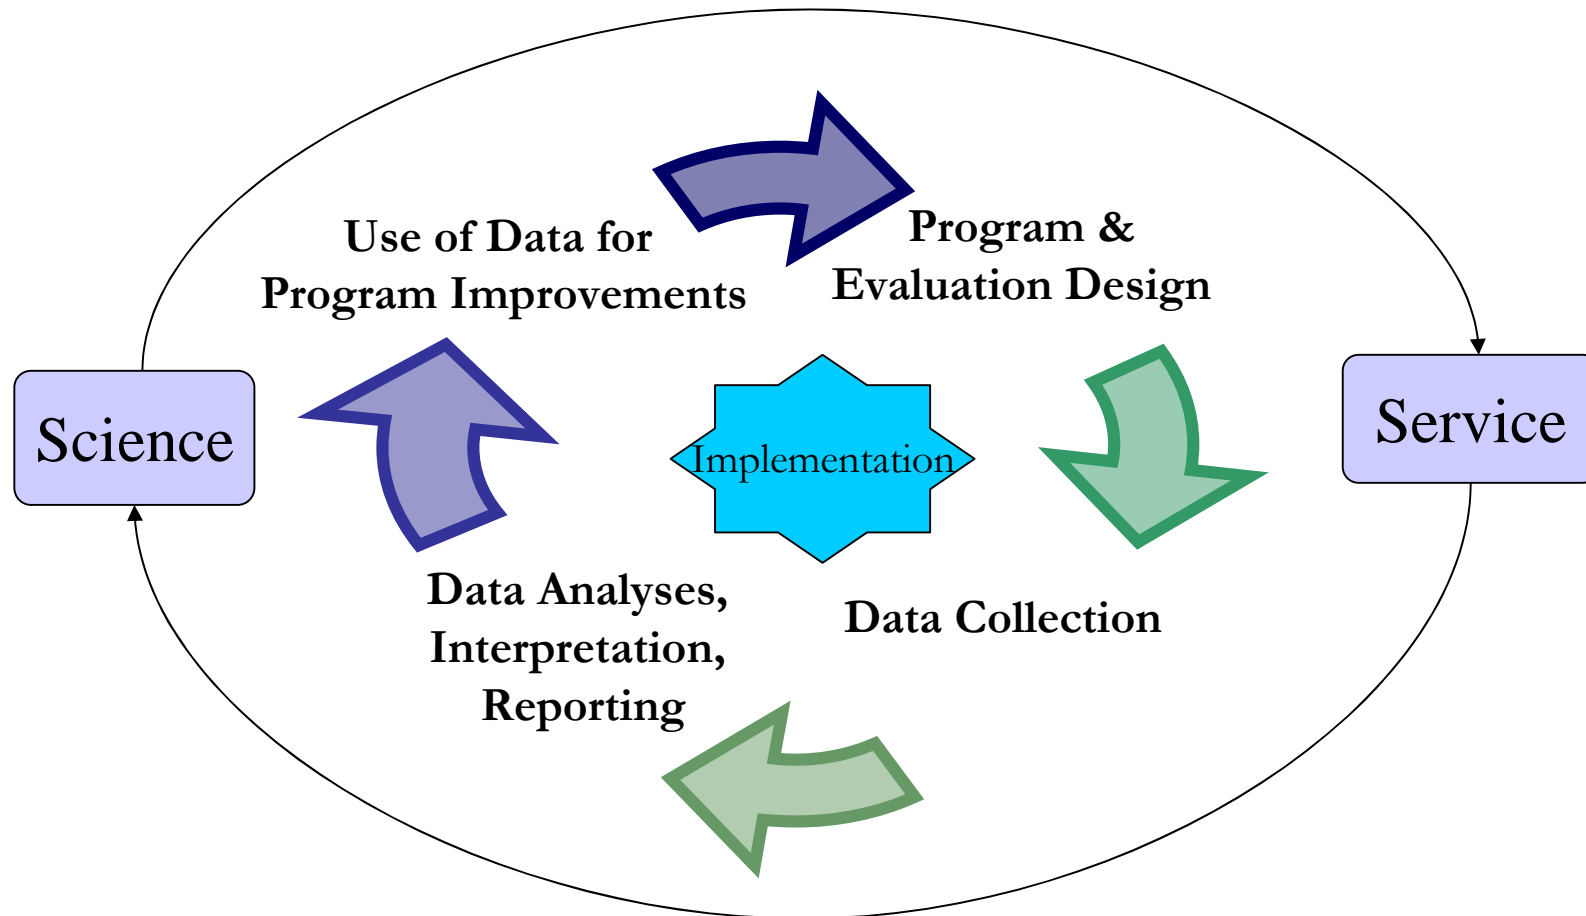 Use of Data for
Program Improvements
Program &
Evaluation Design
Science
Implementation
Service
Data Analyses,
Interpretation,
Reporting
Data Collection